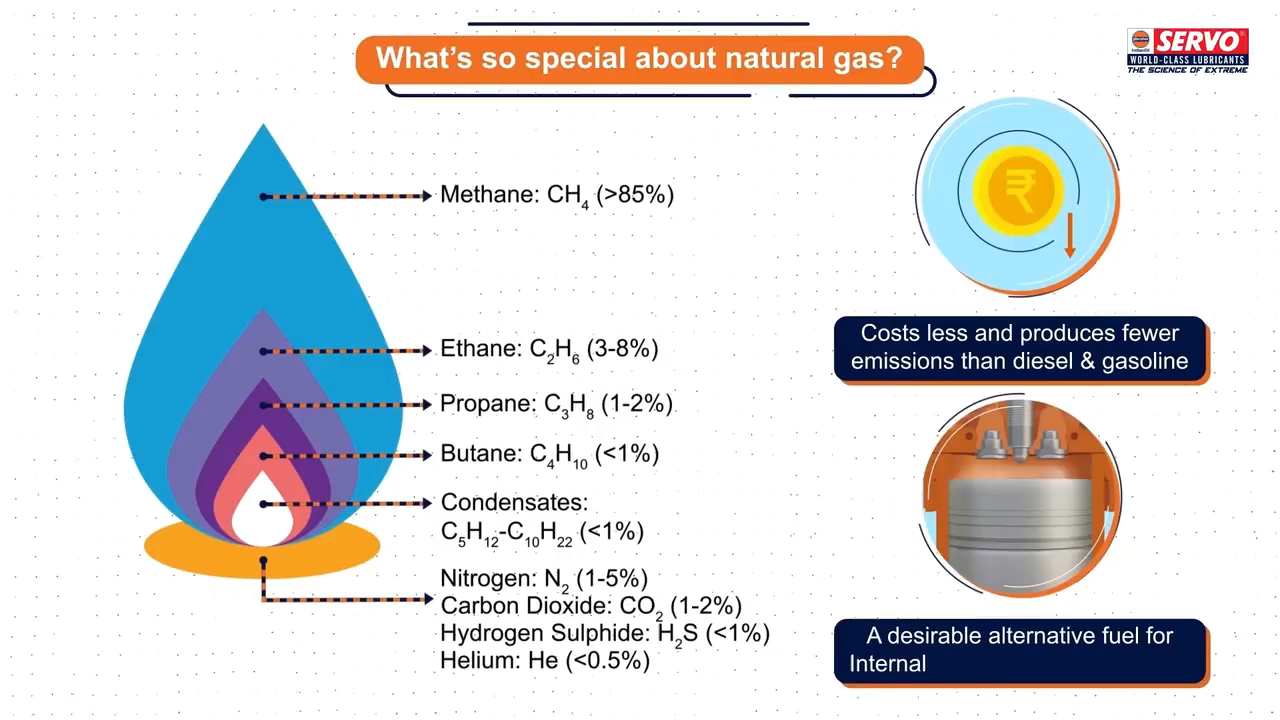 What's so special about natural gas?
IndianOil
SERVO
WORLD-CLASS LUBRICANTS
THE SCIENCE OF EXTREME
Methane: CH₄ (>85%)
Ethane: C₂H₆ (3-8%)
Propane: C₃H₈ (1-2%)
Butane: C₄H₁₀ (<1%)
Condensates:
C₅H₁₂-C₁₀H₂₂ (<1%)
Nitrogen: N₂ (1-5%)
Carbon Dioxide: CO₂ (1-2%)
Hydrogen Sulphide: H₂S (<1%)
Helium: He (<0.5%)
₹
Costs less and produces fewer
emissions than diesel & gasoline
A desirable alternative fuel for
Internal